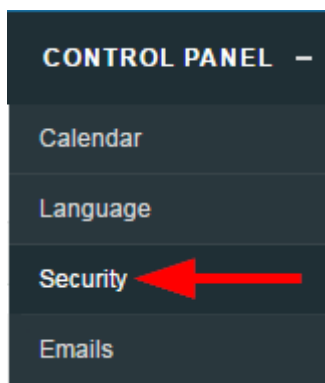 CONTROL PANEL –
Calendar
Language
Security
Emails